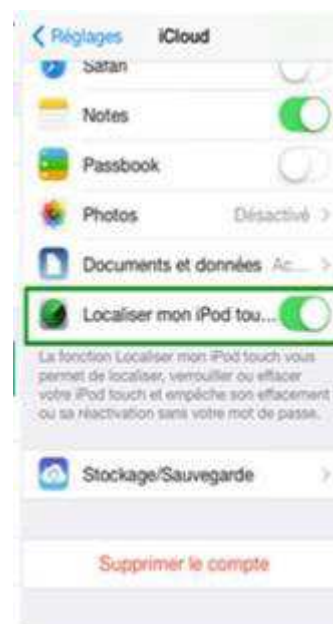 Réglages iCloud
Safari
Notes
Passbook
Photos Désactivé
Documents et données Ac...
Localiser mon iPod tou...
La fonction Localiser mon iPod touch vous
permet de localiser, verrouiller ou effacer
votre iPod touch et empêche son effacement
ou sa réactivation sans votre mot de passe.
Stockage/Sauvegarde
Supprimer le compte